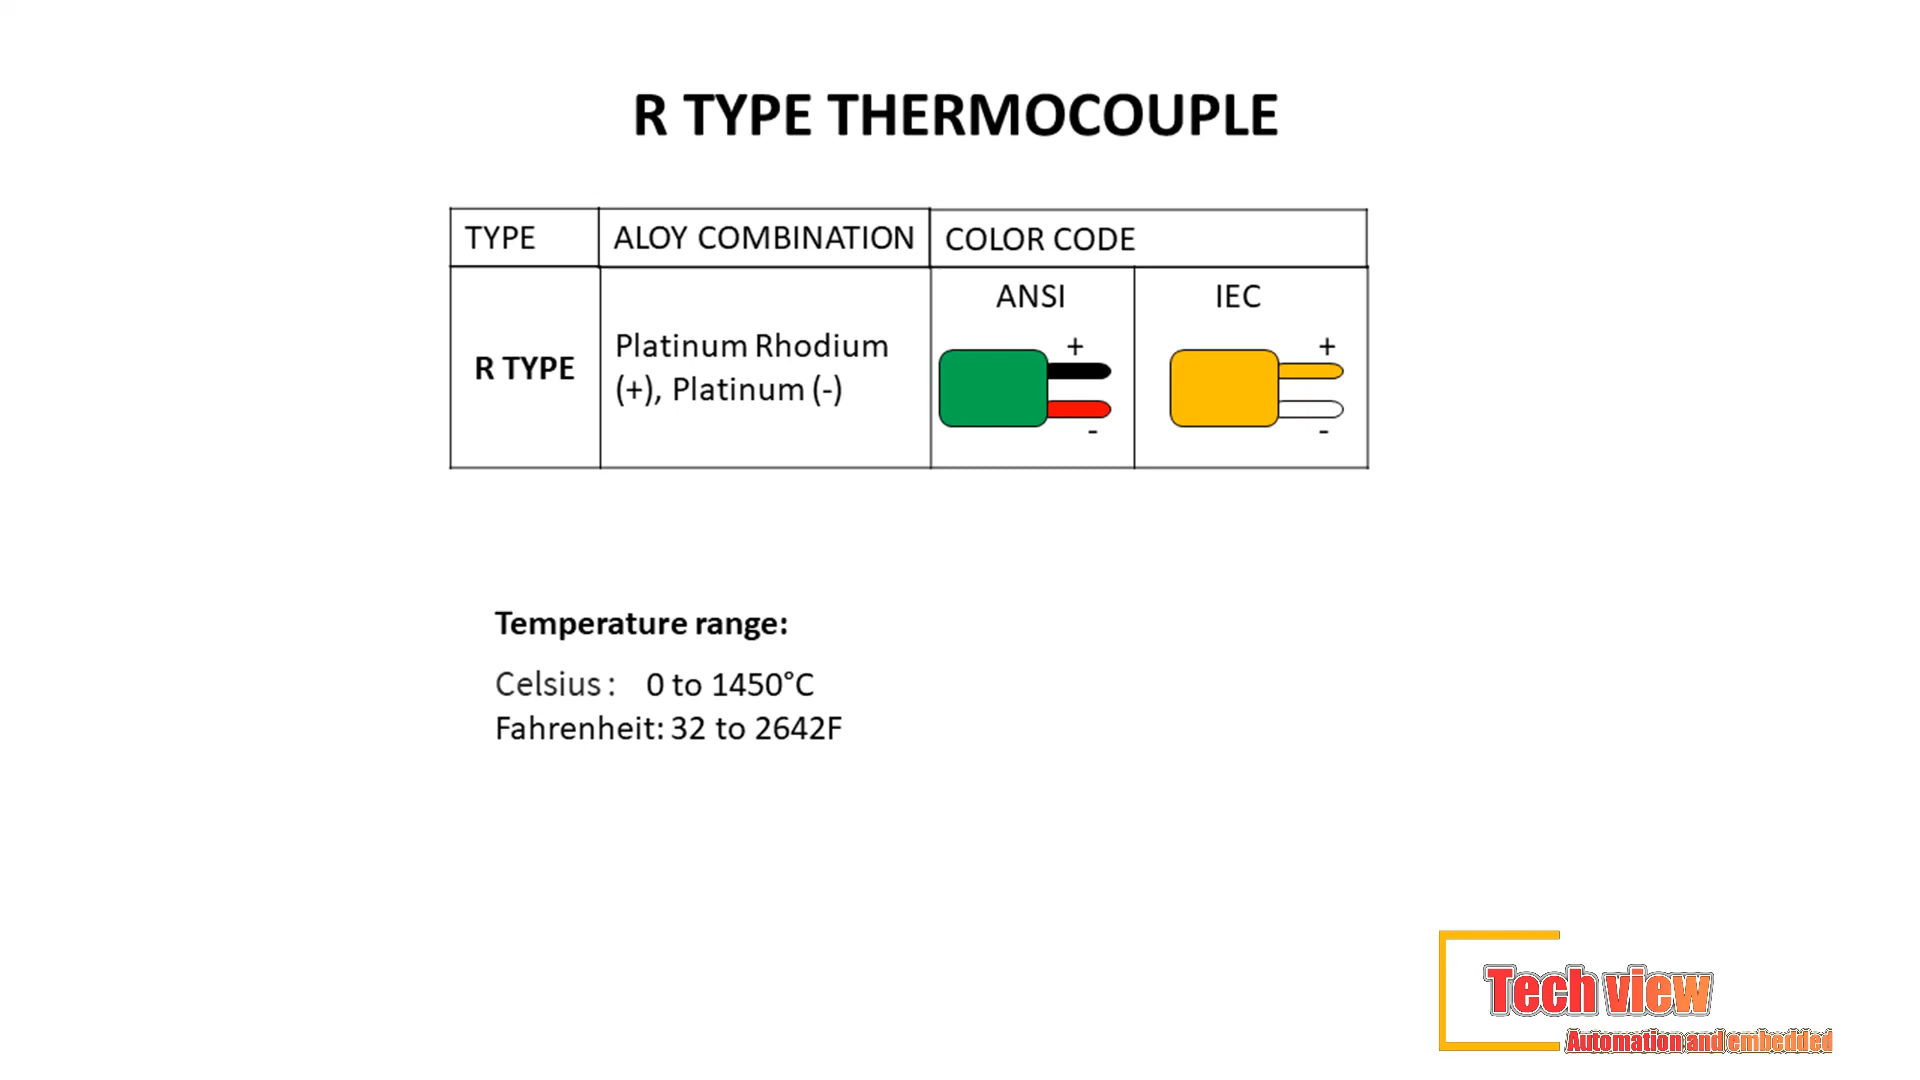 R TYPE THERMOCOUPLE
TYPE
ALOY COMBINATION
COLOR CODE
R TYPE
Platinum Rhodium
(+), Platinum (-)
ANSI
+
-
IEC
+
-
Temperature range:
Celsius : 0 to 1450°C
Fahrenheit: 32 to 2642F
Tech view
Automation and embedded